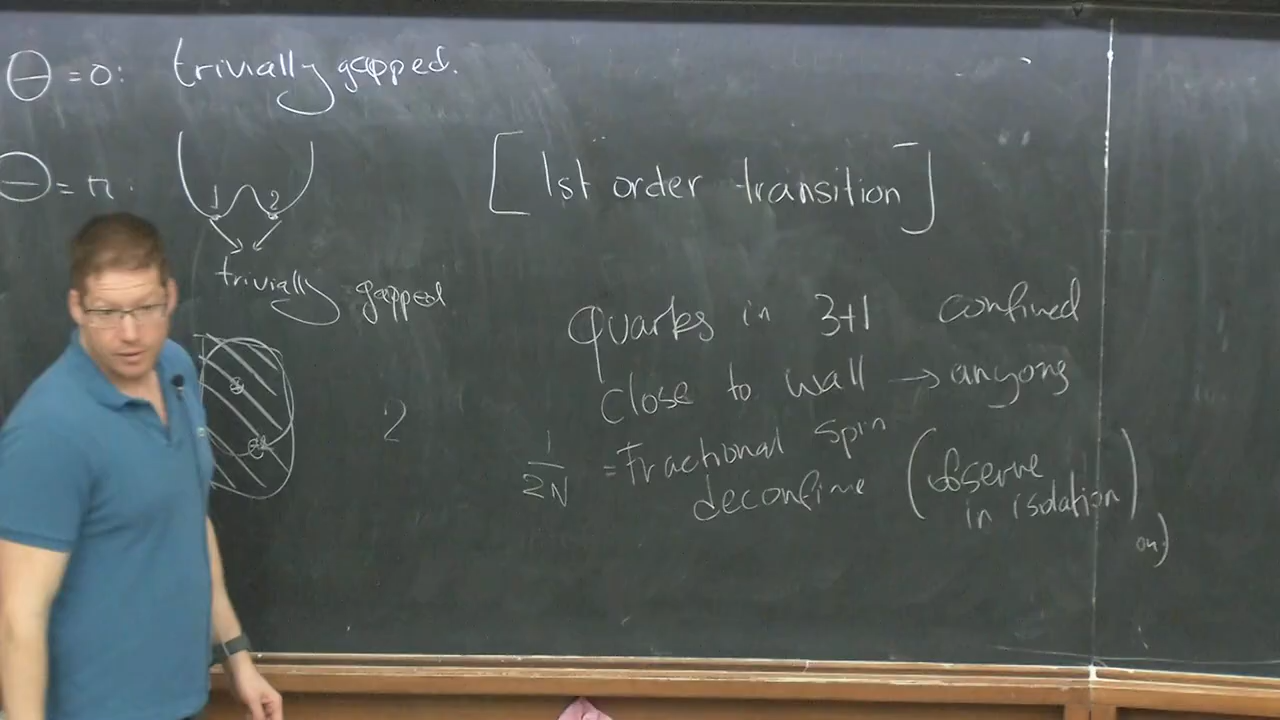 Θ = 0: trivially gapped.
Θ = π:
1 2
[1st order transition]
trivially gapped
quarks in 3+1 confined
close to wall → anyons
2
1/2N = Fractional spin
deconfine (observe in isolation)